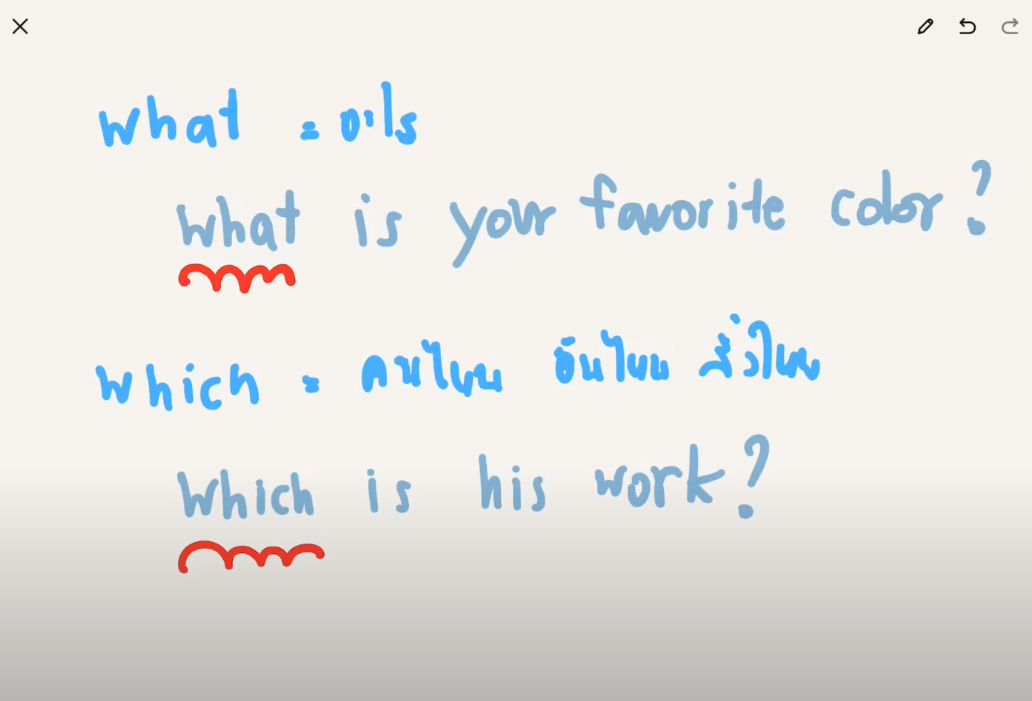 what = อะไร
what is your favorite color?
which = คนไหน อันไหน สิ่งไหน
which is his work?